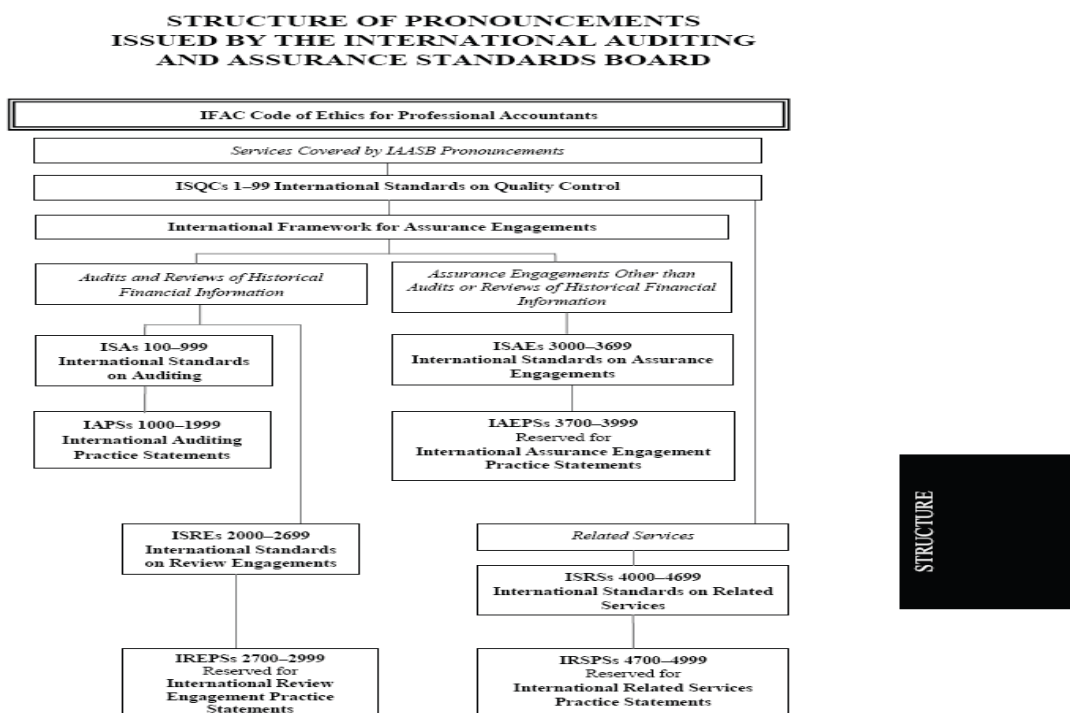 STRUCTURE OF PRONOUNCEMENTS
ISSUED BY THE INTERNATIONAL AUDITING
AND ASSURANCE STANDARDS BOARD
IFAC Code of Ethics for Professional Accountants
Services Covered by IAASB Pronouncements
ISQCs 1–99 International Standards on Quality Control
International Framework for Assurance Engagements
Audits and Reviews of Historical
Financial Information
Assurance Engagements Other than
Audits or Reviews of Historical Financial
Information
ISAs 100–999
International Standards
on Auditing
ISAEs 3000–3699
International Standards on Assurance
Engagements
IAPSs 1000–1999
International Auditing
Practice Statements
IAEPSs 3700–3999
Reserved for
International Assurance Engagement
Practice Statements
STRUCTURE
ISREs 2000–2699
International Standards
on Review Engagements
Related Services
ISRSs 4000–4699
International Standards on Related
Services
IREPSs 2700–2999
Reserved for
International Review
Engagement Practice
Statements
IRSPSs 4700–4999
Reserved for
International Related Services
Practice Statements